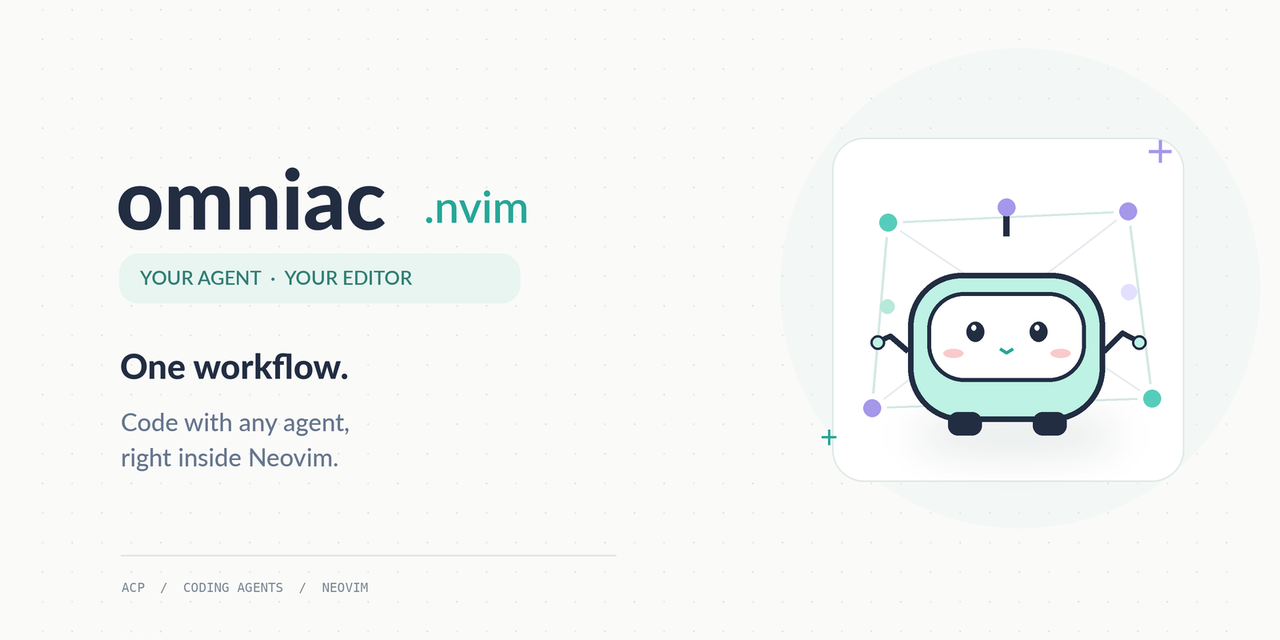 omniac .nvim
YOUR AGENT · YOUR EDITOR
One workflow.
Code with any agent,
right inside Neovim.
ACP / CODING AGENTS / NEOVIM